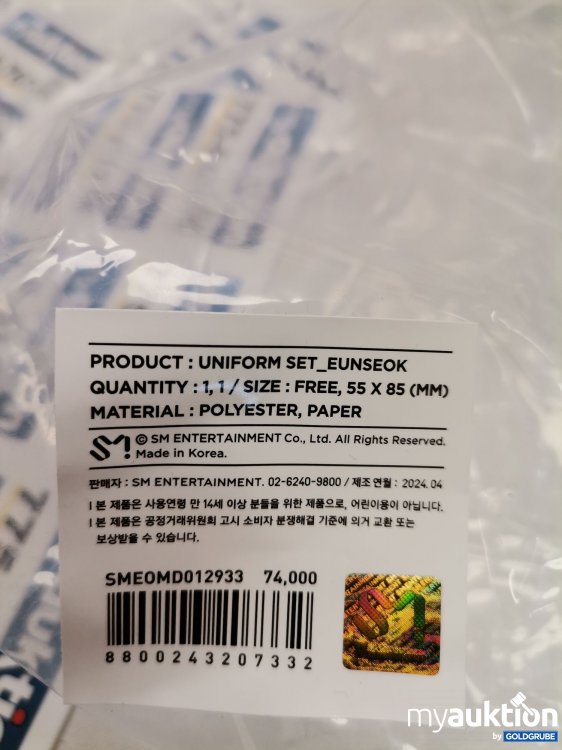 PRODUCT : UNIFORM SET_EUNSEOK
QUANTITY : 1, 1 / SIZE : FREE, 55 X 85 (MM)
MATERIAL : POLYESTER, PAPER
SM © SM ENTERTAINMENT Co., Ltd. All Rights Reserved.
Made in Korea.
판매자 : SM ENTERTAINMENT. 02-6240-9800 / 제조연월 : 2024. 04
| 본 제품은 사용연령 만 14세 이상 분들을 위한 제품으로, 어린이용이 아닙니다.
| 본 제품은 공정거래위원회 고시 소비자 분쟁해결 기준에 의거 교환 또는
보상받을 수 있습니다.
SMEOMD012933 74,000
8800243207332
myauktion
by GOLDGRUBE